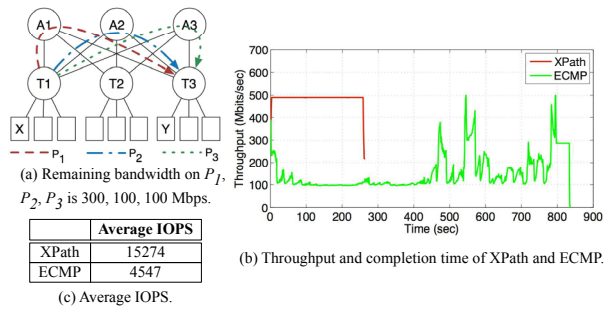 A1 A2 A3
T1 T2 T3
X Y
P1 P2 P3
(a) Remaining bandwidth on P1,
P2, P3 is 300, 100, 100 Mbps.
Average IOPS
XPath 15274
ECMP 4547
(c) Average IOPS.
XPath
ECMP
Throughput (Mbits/sec)
700
600
500
400
300
200
100
0
0 100 200 300 400 500 600 700 800 900
Time (sec)
(b) Throughput and completion time of XPath and ECMP.